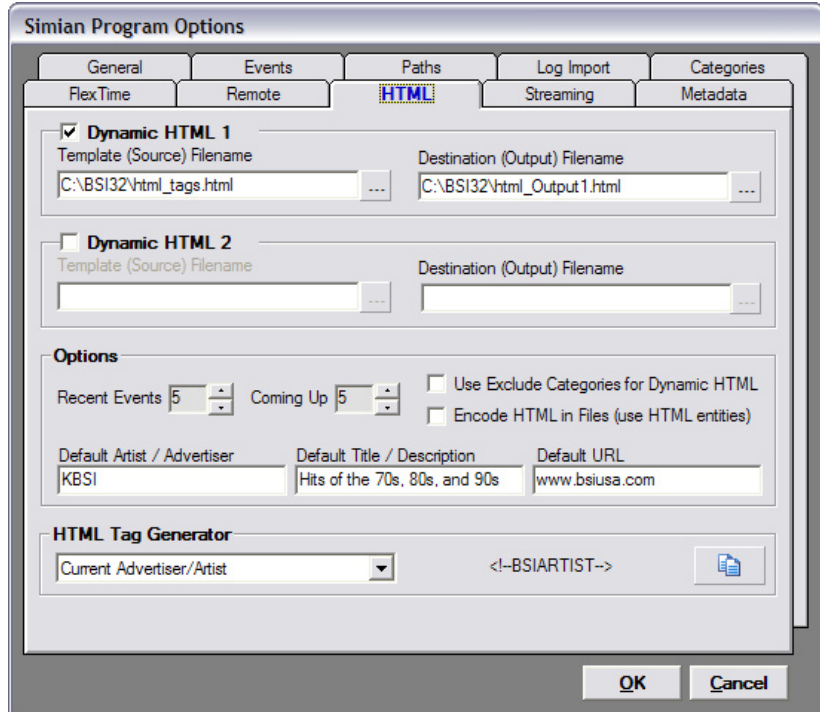 Simian Program Options
General Events Paths Log Import Categories
FlexTime Remote HTML Streaming Metadata
Dynamic HTML 1
Template (Source) Filename Destination (Output) Filename
C:\BSI32\html_tags.html ... C:\BSI32\html_Output1.html ...
Dynamic HTML 2
Template (Source) Filename Destination (Output) Filename
... ...
Options
Recent Events 5 Coming Up 5 Use Exclude Categories for Dynamic HTML
Encode HTML in Files (use HTML entities)
Default Artist / Advertiser Default Title / Description Default URL
KBSI Hits of the 70s, 80s, and 90s www.bsiusa.com
HTML Tag Generator
Current Advertiser/Artist <!--BSIARTIST-->
OK Cancel